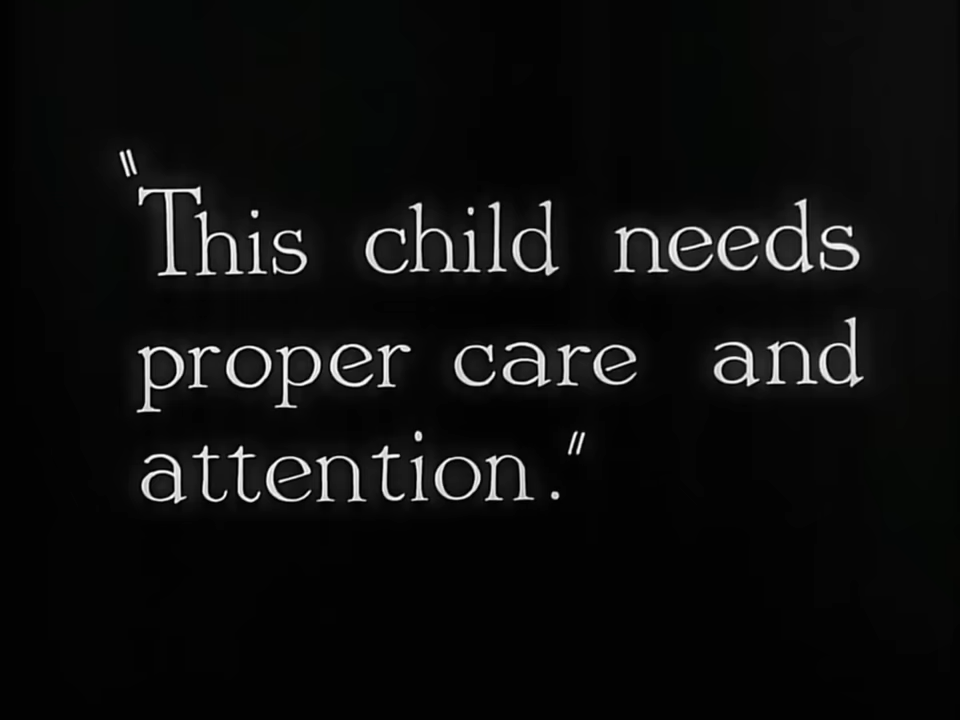 "This child needs
proper care and
attention."